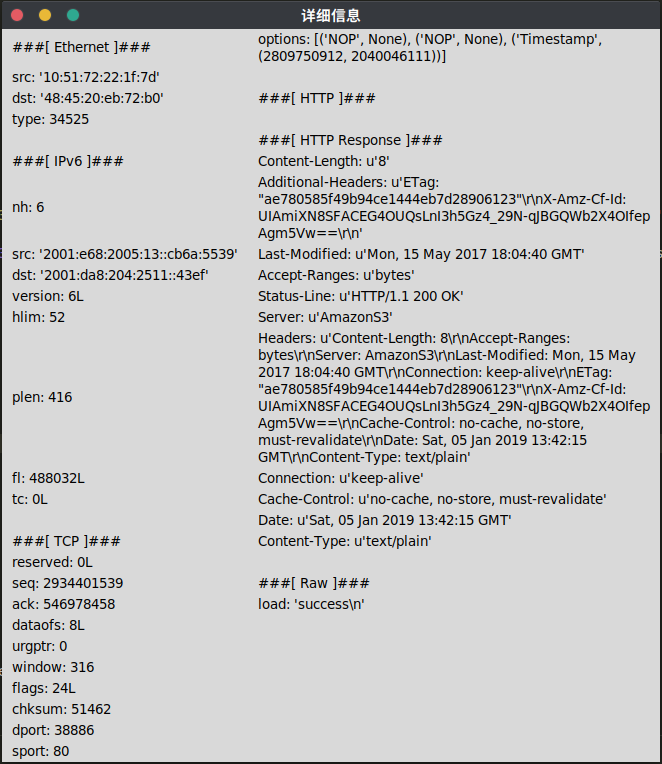 详细信息
###[ Ethernet ]###
src: '10:51:72:22:1f:7d'
dst: '48:45:20:eb:72:b0'
type: 34525
###[ IPv6 ]###
nh: 6
src: '2001:e68:2005:13::cb6a:5539'
dst: '2001:da8:204:2511::43ef'
version: 6L
hlim: 52
plen: 416
fl: 488032L
tc: 0L
###[ TCP ]###
reserved: 0L
seq: 2934401539
ack: 546978458
dataofs: 8L
urgptr: 0
window: 316
flags: 24L
chksum: 51462
dport: 38886
sport: 80
options: [('NOP', None), ('NOP', None), ('Timestamp',
(2809750912, 2040046111))]
###[ HTTP ]###
###[ HTTP Response ]###
Content-Length: u'8'
Additional-Headers: u'ETag:
"ae780585f49b94ce1444eb7d28906123"\r\nX-Amz-Cf-Id:
UIAmiXN8SFACEG4OUQsLnI3h5Gz4_29N-qJBGQWb2X4OIfep
Agm5Vw==\r\n'
Last-Modified: u'Mon, 15 May 2017 18:04:40 GMT'
Accept-Ranges: u'bytes'
Status-Line: u'HTTP/1.1 200 OK'
Server: u'AmazonS3'
Headers: u'Content-Length: 8\r\nAccept-Ranges:
bytes\r\nServer: AmazonS3\r\nLast-Modified: Mon, 15 May
2017 18:04:40 GMT\r\nConnection: keep-alive\r\nETag:
"ae780585f49b94ce1444eb7d28906123"\r\nX-Amz-Cf-Id:
UIAmiXN8SFACEG4OUQsLnI3h5Gz4_29N-qJBGQWb2X4OIfep
Agm5Vw==\r\nCache-Control: no-cache, no-store,
must-revalidate\r\nDate: Sat, 05 Jan 2019 13:42:15
GMT\r\nContent-Type: text/plain'
Connection: u'keep-alive'
Cache-Control: u'no-cache, no-store, must-revalidate'
Date: u'Sat, 05 Jan 2019 13:42:15 GMT'
Content-Type: u'text/plain'
###[ Raw ]###
load: 'success\n'